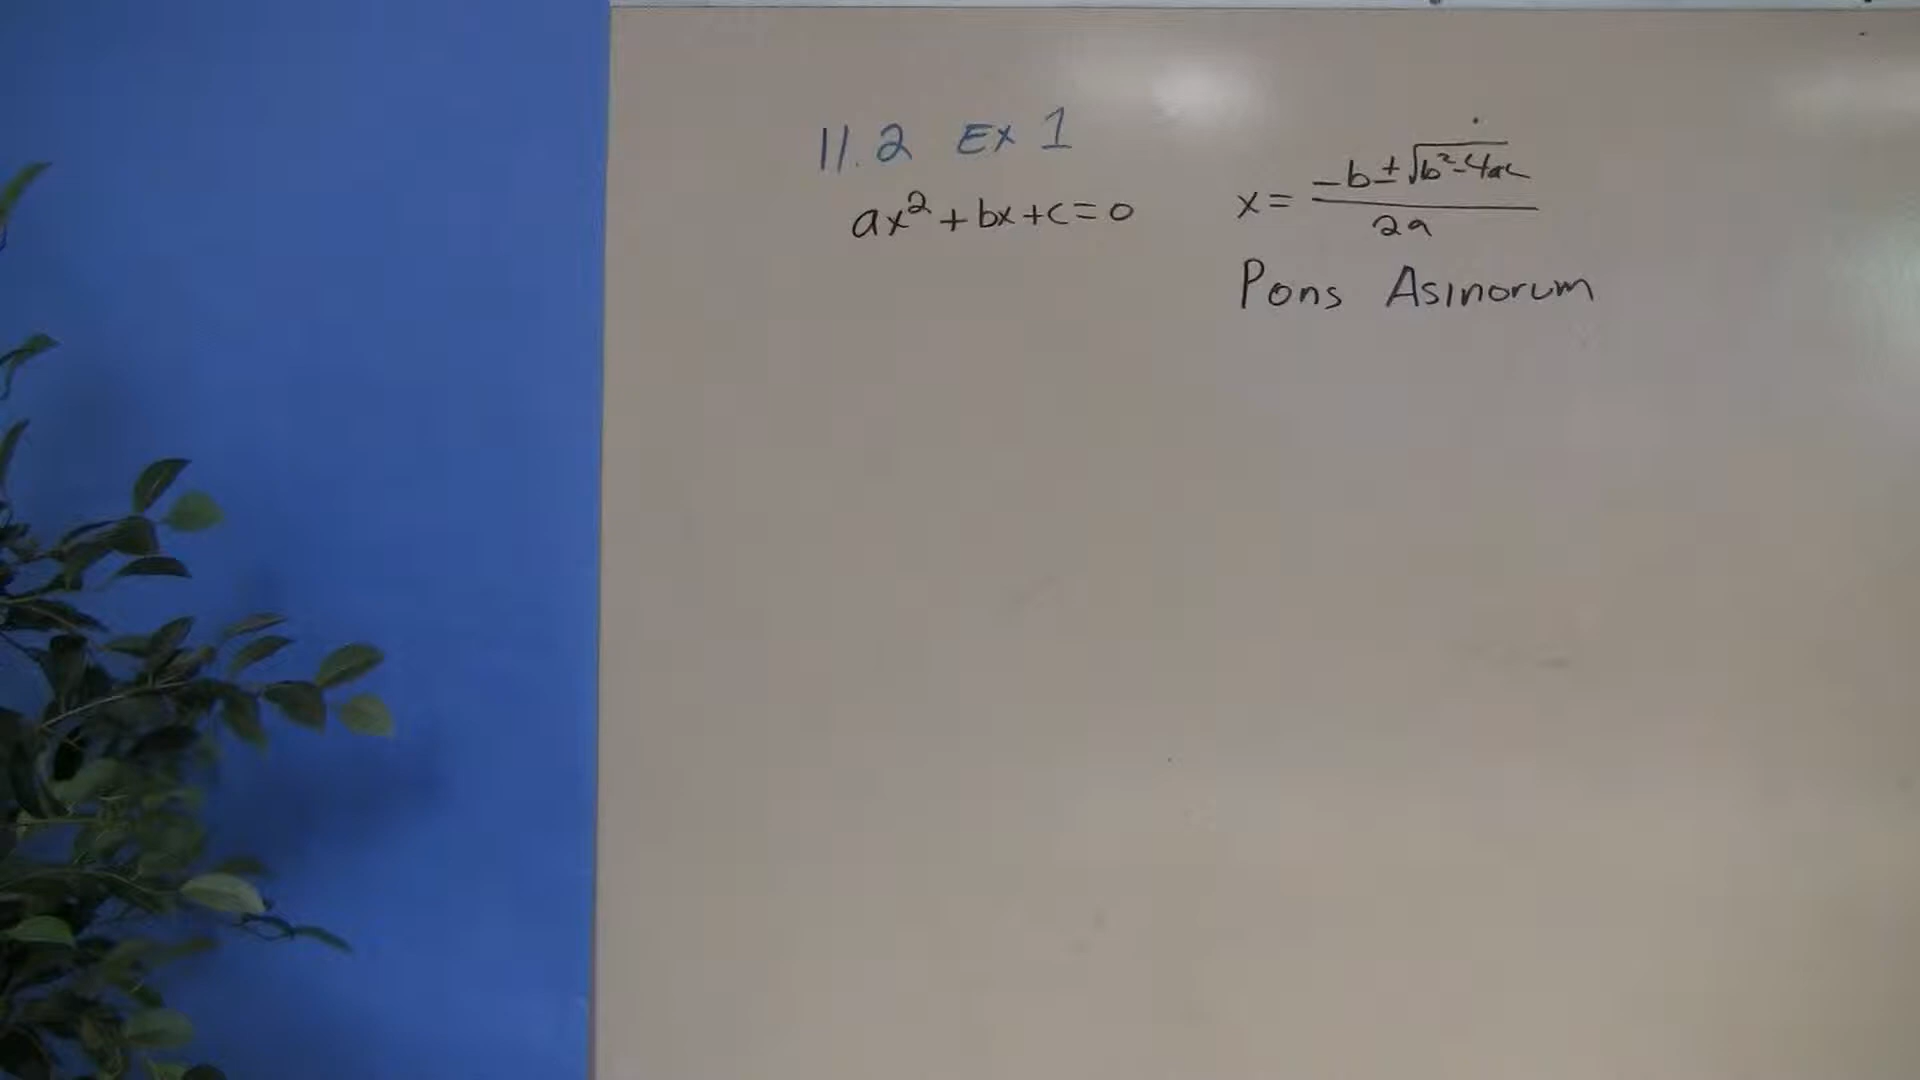 11.2 Ex 1
ax²+bx+c=0
x= -b±√b²-4ac / 2a
Pons Asinorum